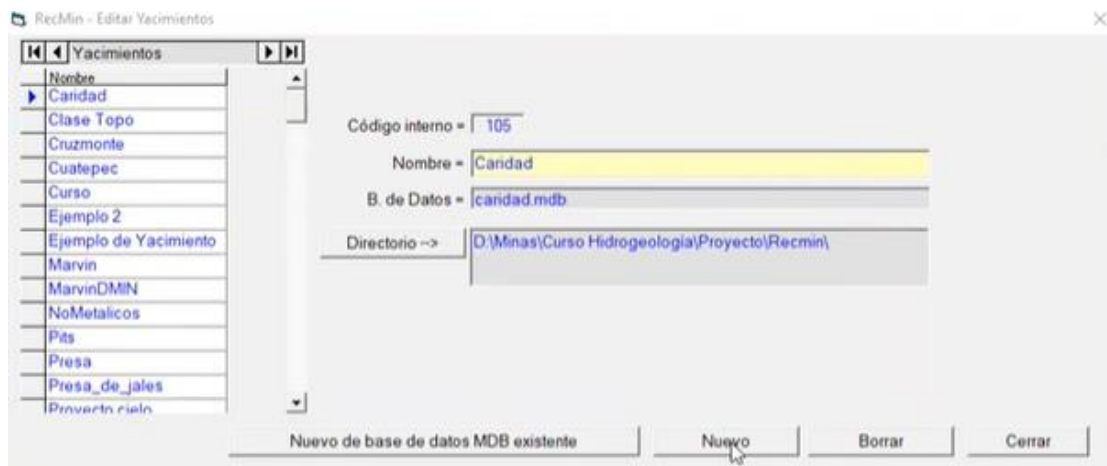 RecMin - Editar Yacimientos
Yacimientos
Nombre
Caridad
Clase Topo
Cruzmonte
Cuatepec
Curso
Ejemplo 2
Ejemplo de Yacimiento
Marvin
MarvinDMIN
NoMetalicos
Pits
Presa
Presa_de_jales
Proyecto cielo
Código interno = 105
Nombre = Caridad
B. de Datos = caridad.mdb
Directorio --> D:\Minas\Curso Hidrogeología\Proyecto\Recmin\
Nuevo de base de datos MDB existente Nuevo Borrar Cerrar